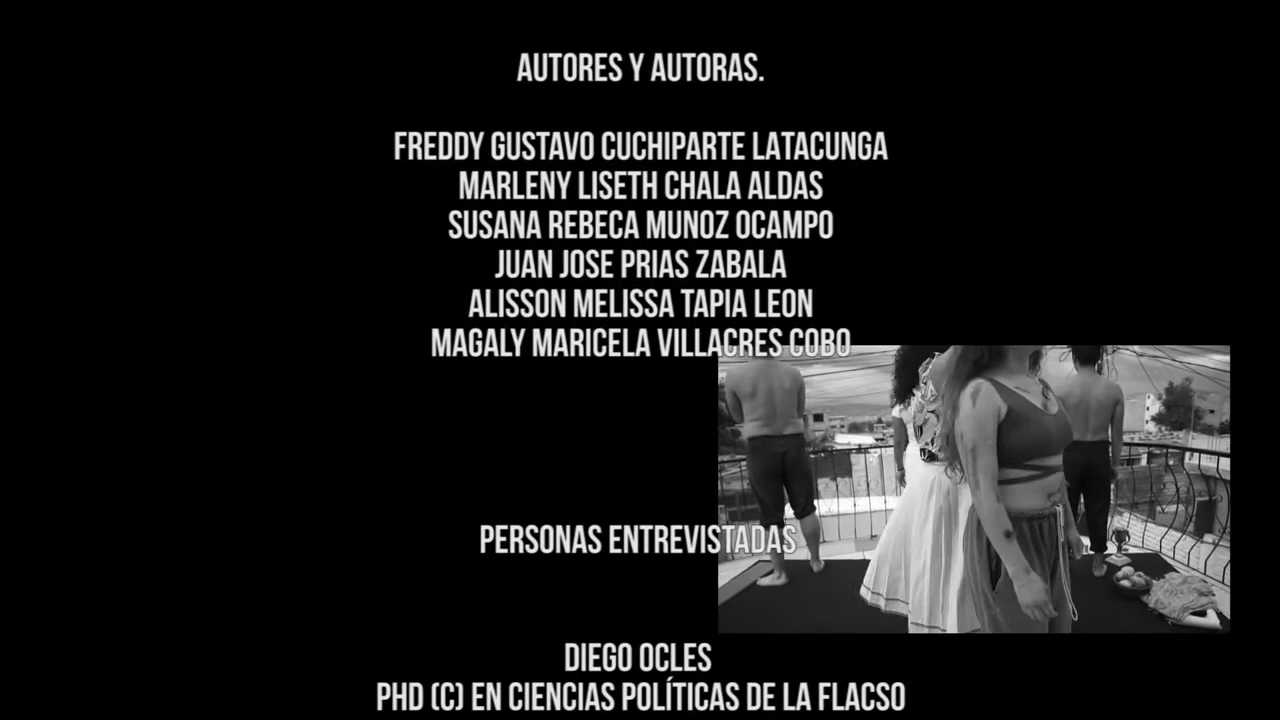 AUTORES Y AUTORAS.
FREDDY GUSTAVO CUCHIPARTE LATACUNGA
MARLENY LISETH CHALA ALDAS
SUSANA REBECA MUNOZ OCAMPO
JUAN JOSE PRIAS ZABALA
ALISSON MELISSA TAPIA LEON
MAGALY MARICELA VILLACRES COBO
PERSONAS ENTREVISTADAS
DIEGO OCLES
PHD (C) EN CIENCIAS POLÍTICAS DE LA FLACSO